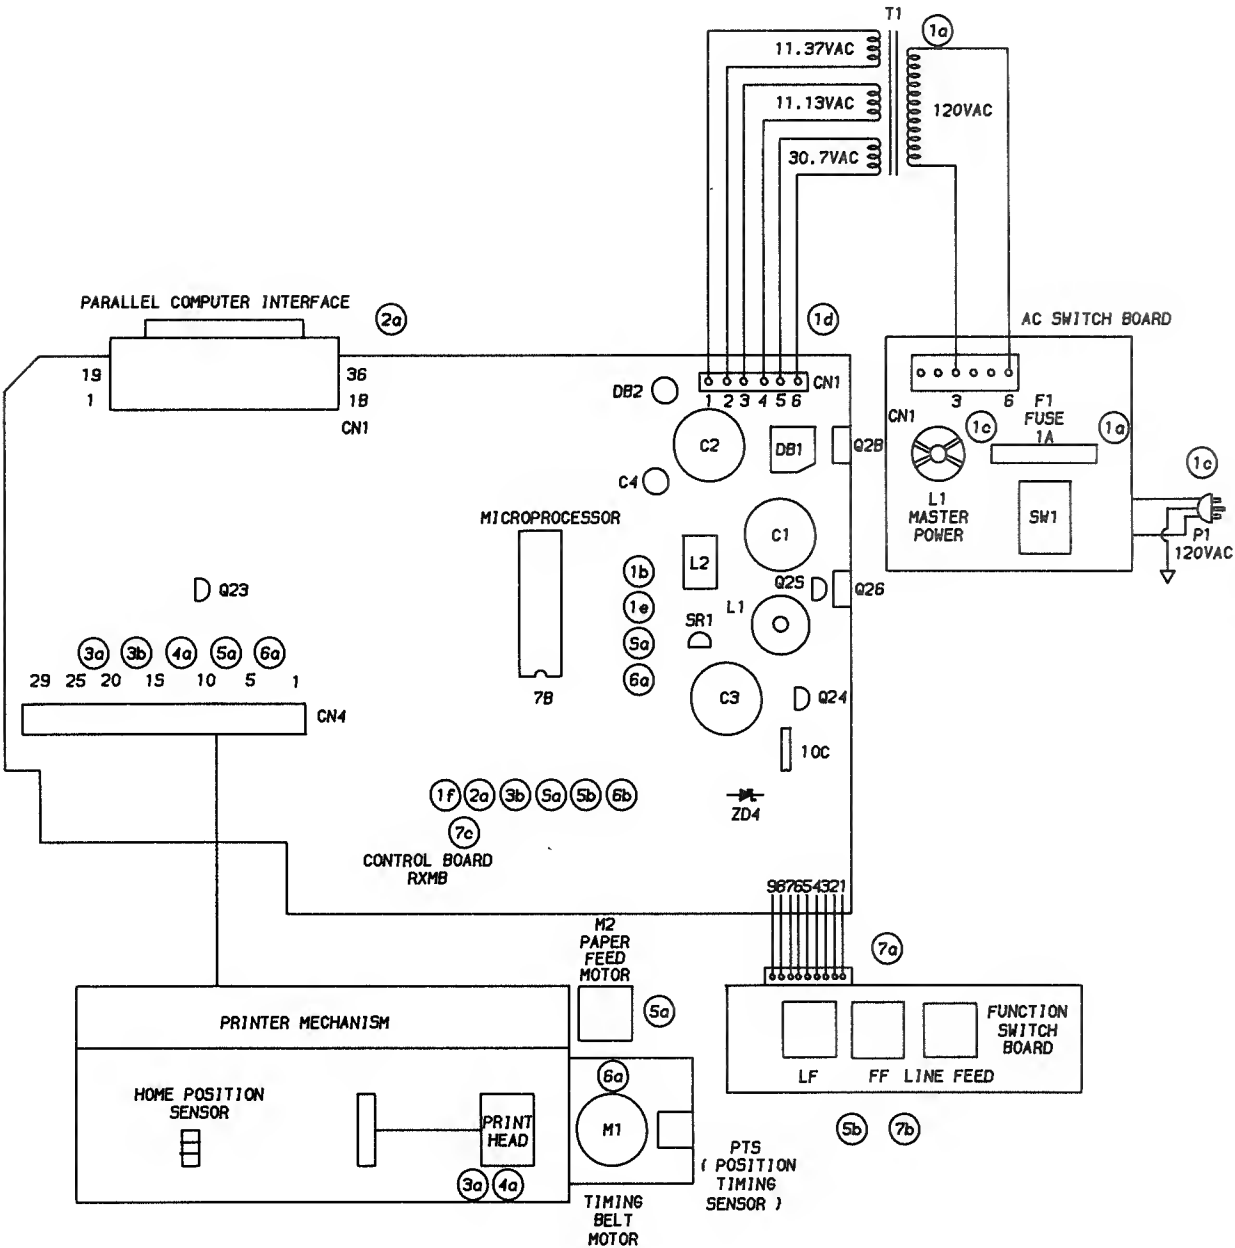 T1
1a
11.37VAC
11.13VAC
120VAC
30.7VAC
PARALLEL COMPUTER INTERFACE
2a
1d
AC SWITCH BOARD
19
36
1
18
CN1
DB2
CN1
1 2 3 4 5 6
3 6
F1
FUSE
1A
CN1
1c
1a
C2
DB1
Q28
1c
C4
L1
MASTER
POWER
SW1
P1
120VAC
MICROPROCESSOR
C1
L2
1b
Q25
Q26
Q23
1e
L1
SR1
5a
3a 3b 4a 5a 6a
29 25 20 15 10 5 1
6a
7B
C3
Q24
CN4
10C
1f 2a 3b 5a 5b 6b
ZD4
7c
CONTROL BOARD
RXMB
987654321
M2
PAPER
FEED
MOTOR
7a
5a
PRINTER MECHANISM
FUNCTION
SWITCH
BOARD
LF FF LINE FEED
6a
HOME POSITION
SENSOR
PRINT
HEAD
M1
5b 7b
PTS
( POSITION
TIMING
SENSOR )
3a 4a
TIMING
BELT
MOTOR